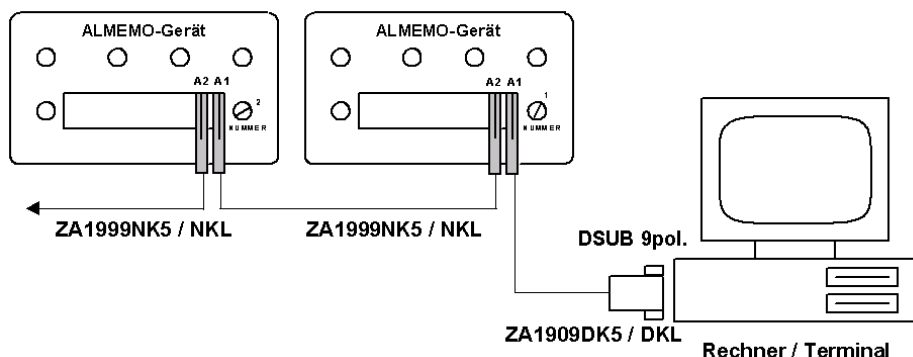 ALMEMO-Gerät
A2 A1
2
NUMMER
ALMEMO-Gerät
A2 A1
1
NUMMER
ZA1999NK5 / NKL
ZA1999NK5 / NKL
DSUB 9pol.
ZA1909DK5 / DKL
Rechner / Terminal